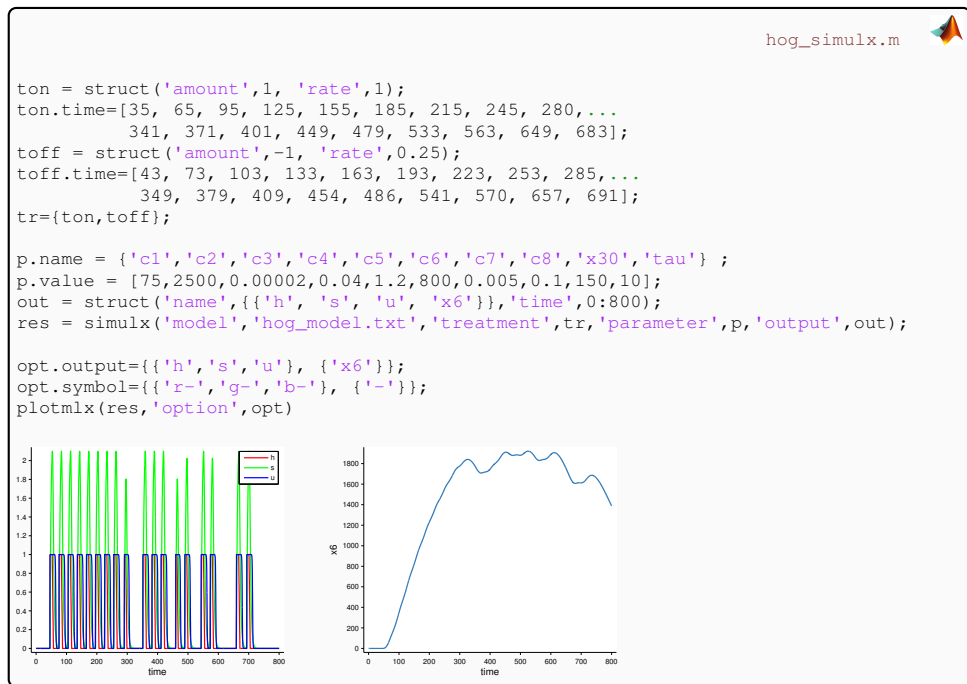 hog_simulx.m
ton = struct('amount',1, 'rate',1);
ton.time=[35, 65, 95, 125, 155, 185, 215, 245, 280,...
341, 371, 401, 449, 479, 533, 563, 649, 683];
toff = struct('amount',-1, 'rate',0.25);
toff.time=[43, 73, 103, 133, 163, 193, 223, 253, 285,...
349, 379, 409, 454, 486, 541, 570, 657, 691];
tr={ton,toff};
p.name = {'c1','c2','c3','c4','c5','c6','c7','c8','x30','tau'} ;
p.value = [75,2500,0.00002,0.04,1.2,800,0.005,0.1,150,10];
out = struct('name',{{'h', 's', 'u', 'x6'}},'time',0:800);
res = simulx('model','hog_model.txt','treatment',tr,'parameter',p,'output',out);
opt.output={{'h','s','u'}, {'x6'}};
opt.symbol={{'r-','g-','b-'}, {'-'}};
plotmlx(res,'option',opt)
2
1.8
1.6
1.4
1.2
1
0.8
0.6
0.4
0.2
0
0 100 200 300 400 500 600 700 800
time
h
s
u
x6
1800
1600
1400
1200
1000
800
600
400
200
0
0 100 200 300 400 500 600 700 800
time